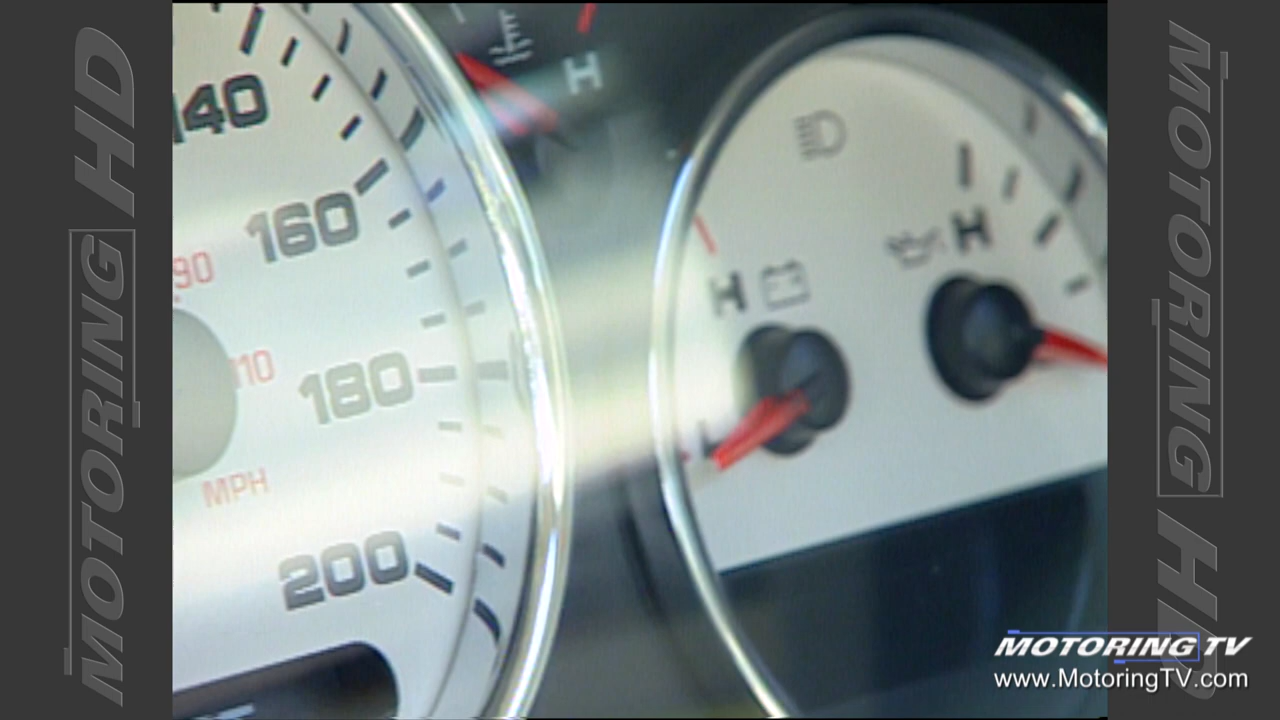 MOTORING HD
140
160
90
180
110
MPH
200
H
H
H
L
MOTORING HD
MOTORING TV
www.MotoringTV.com